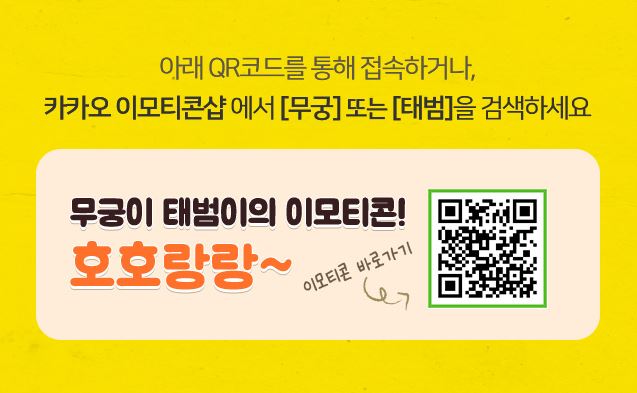 아래 QR코드를 통해 접속하거나,
카카오 이모티콘샵 에서 [무궁] 또는 [태범]을 검색하세요
무궁이 태범이의 이모티콘!
호호랑랑~
이모티콘 바로가기